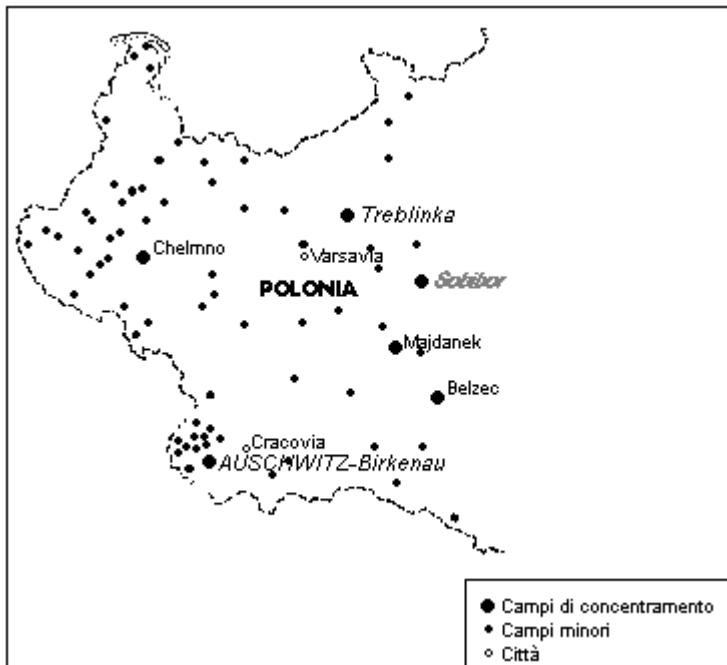 Treblinka
Chelmno
Varsavia
Sobibor
POLONIA
Majdanek
Belzec
Cracovia
AUSCHWITZ-Birkenau
Campi di concentramento
Campi minori
Città